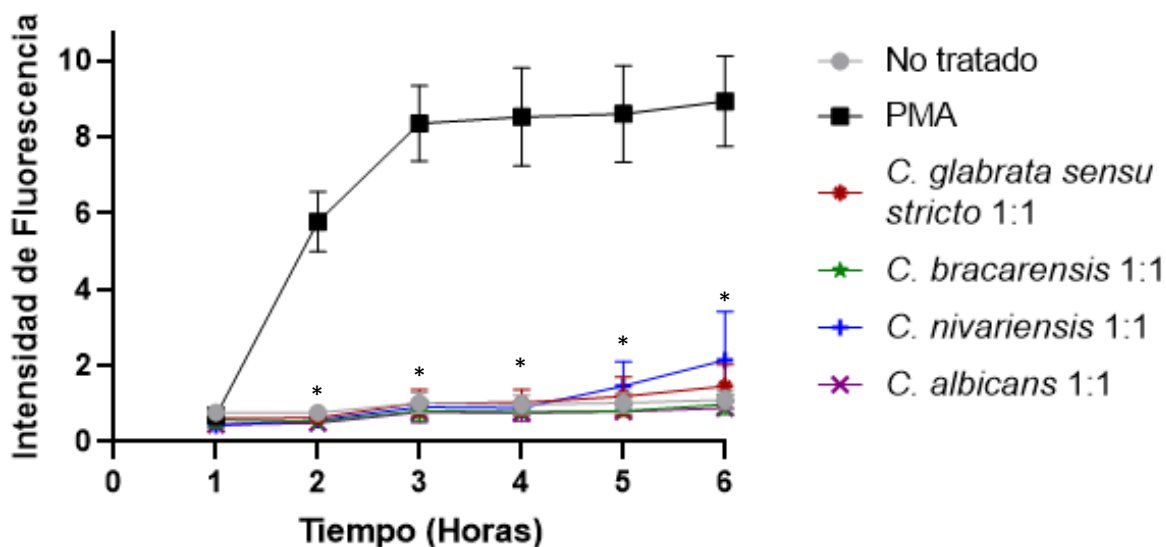 Intensidad de Fluorescencia
10
8
6
4
2
0
* * * * *
0 1 2 3 4 5 6
Tiempo (Horas)
No tratado
PMA
C. glabrata sensu
stricto 1:1
C. bracarensis 1:1
C. nivariensis 1:1
C. albicans 1:1